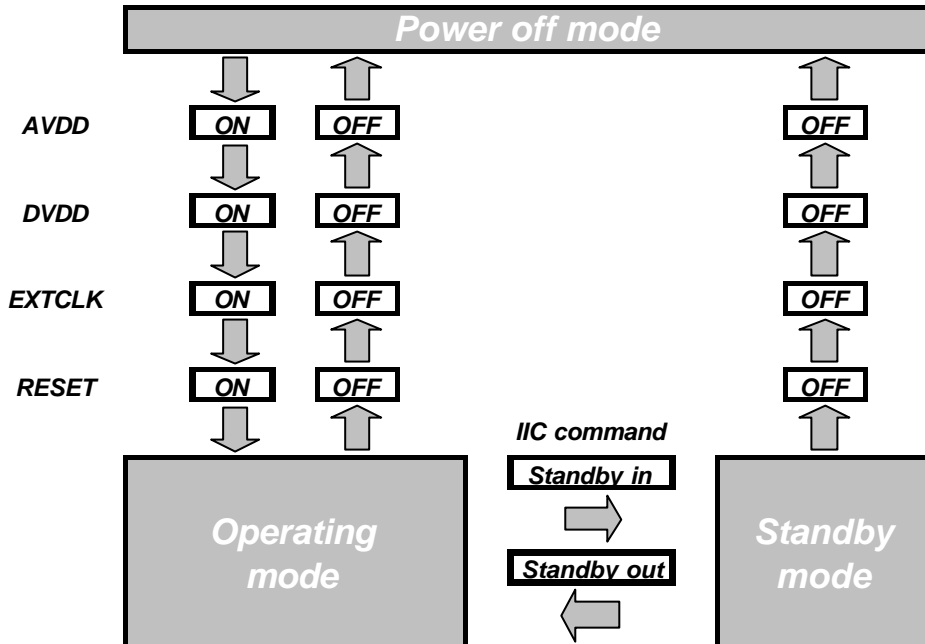 Power off mode
AVDD ON OFF OFF
DVDD ON OFF OFF
EXTCLK ON OFF OFF
RESET ON OFF OFF
IIC command
Standby in
Standby out
Operating
mode
Standby
mode